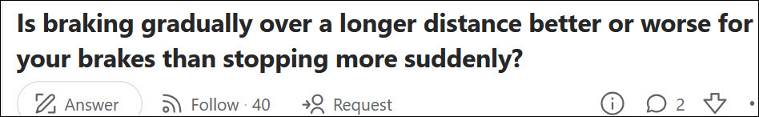 Is braking gradually over a longer distance better or worse for
your brakes than stopping more suddenly?
Answer Follow · 40 Request 2